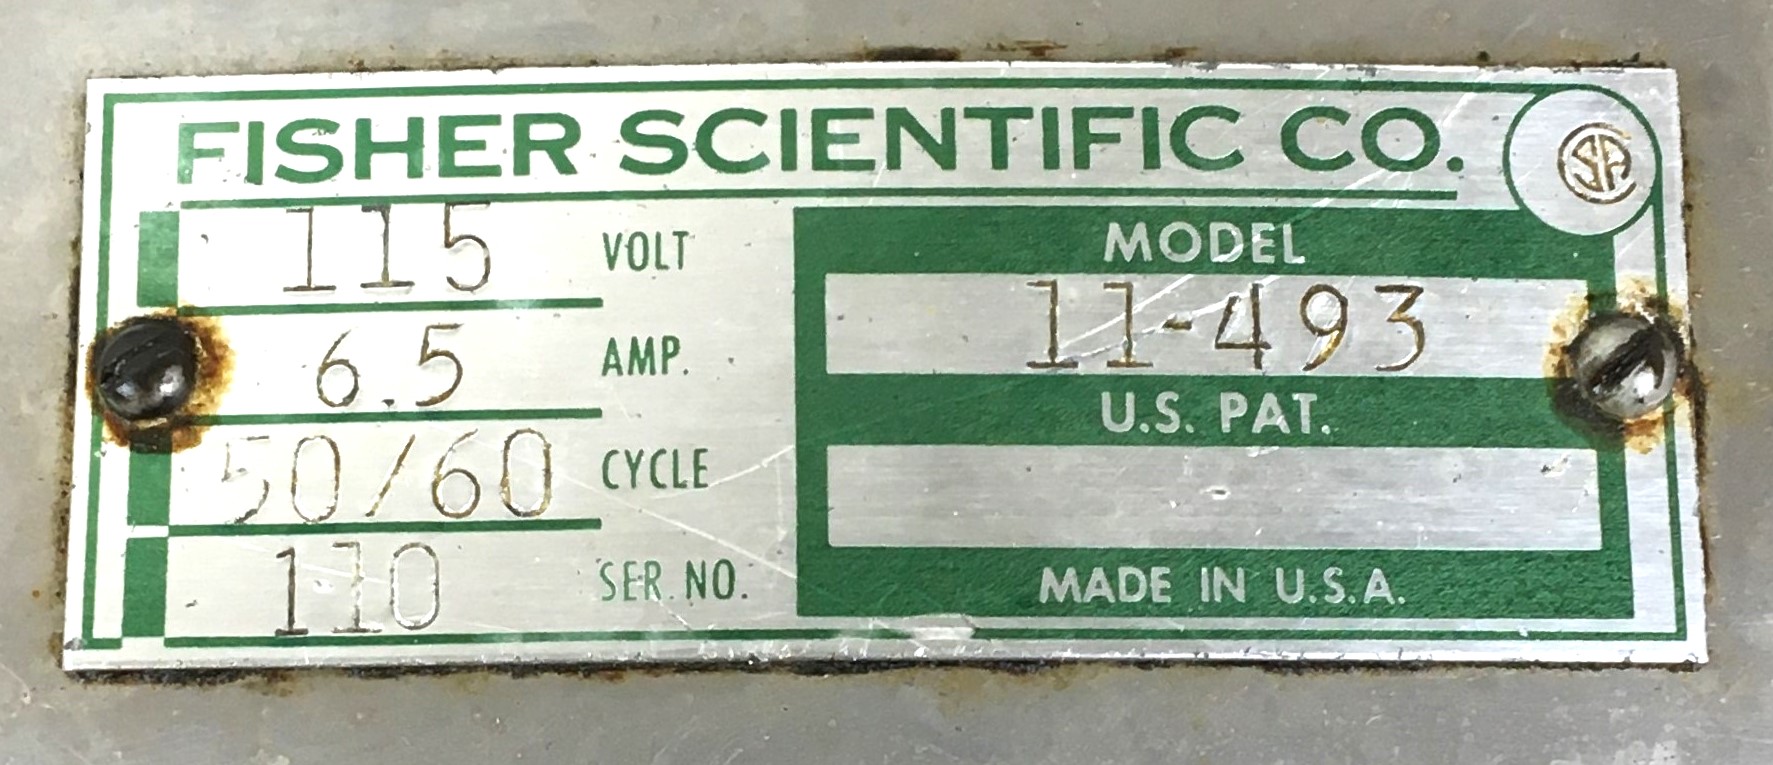 FISHER SCIENTIFIC CO.
SA
115 VOLT
6.5 AMP.
50/60 CYCLE
110 SER. NO.
MODEL
11-493
U.S. PAT.
MADE IN U.S.A.